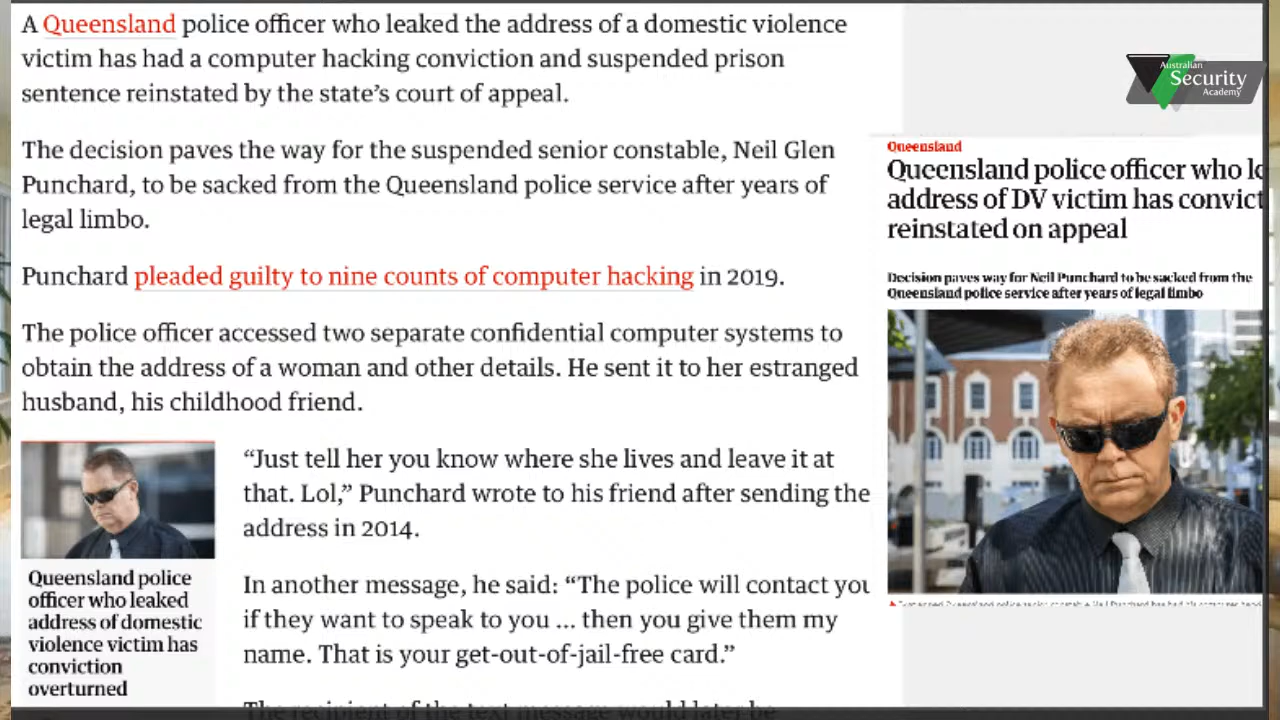 A Queensland police officer who leaked the address of a domestic violence
victim has had a computer hacking conviction and suspended prison
sentence reinstated by the state's court of appeal.
The decision paves the way for the suspended senior constable, Neil Glen
Punchard, to be sacked from the Queensland police service after years of
legal limbo.
Punchard pleaded guilty to nine counts of computer hacking in 2019.
The police officer accessed two separate confidential computer systems to
obtain the address of a woman and other details. He sent it to her estranged
husband, his childhood friend.
“Just tell her you know where she lives and leave it at
that. Lol,” Punchard wrote to his friend after sending the
address in 2014.
In another message, he said: “The police will contact you
if they want to speak to you ... then you give them my
name. That is your get-out-of-jail-free card.”
The recipient of the text message would later be
Queensland police
officer who leaked
address of domestic
violence victim has
conviction
overturned
Australian
Security
Academy
Queensland
Queensland police officer who
address of DV victim has convict
reinstated on appeal
Decision paves way for Neil Punchard to be sacked from the
Queensland police service after years of legal limbo